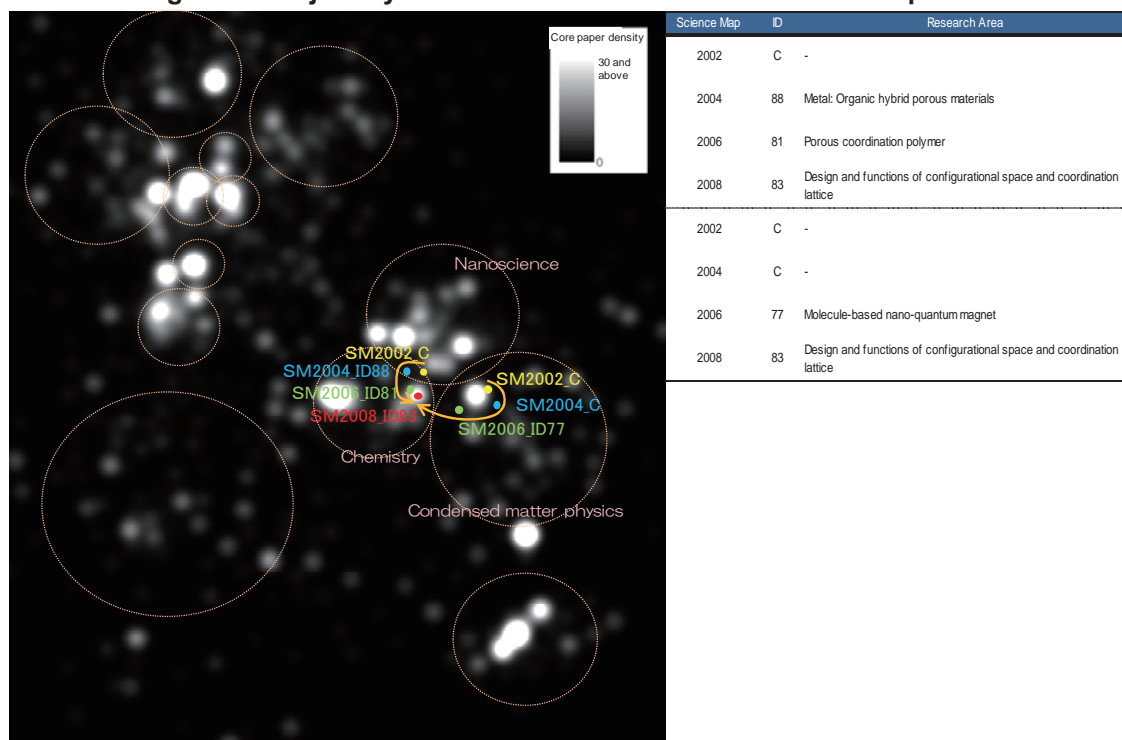 Core paper density
30 and
above
0
Nanoscience
SM2002_C
SM2004_ID88
SM2006_ID81
SM2008_ID83
SM2002_C
SM2004_C
SM2006_ID77
Chemistry
Condensed matter physics
Science Map ID Research Area
2002 C -
2004 88 Metal: Organic hybrid porous materials
2006 81 Porous coordination polymer
2008 83 Design and functions of configurational space and coordination
lattice
2002 C -
2004 C -
2006 77 Molecule-based nano-quantum magnet
2008 83 Design and functions of configurational space and coordination
lattice